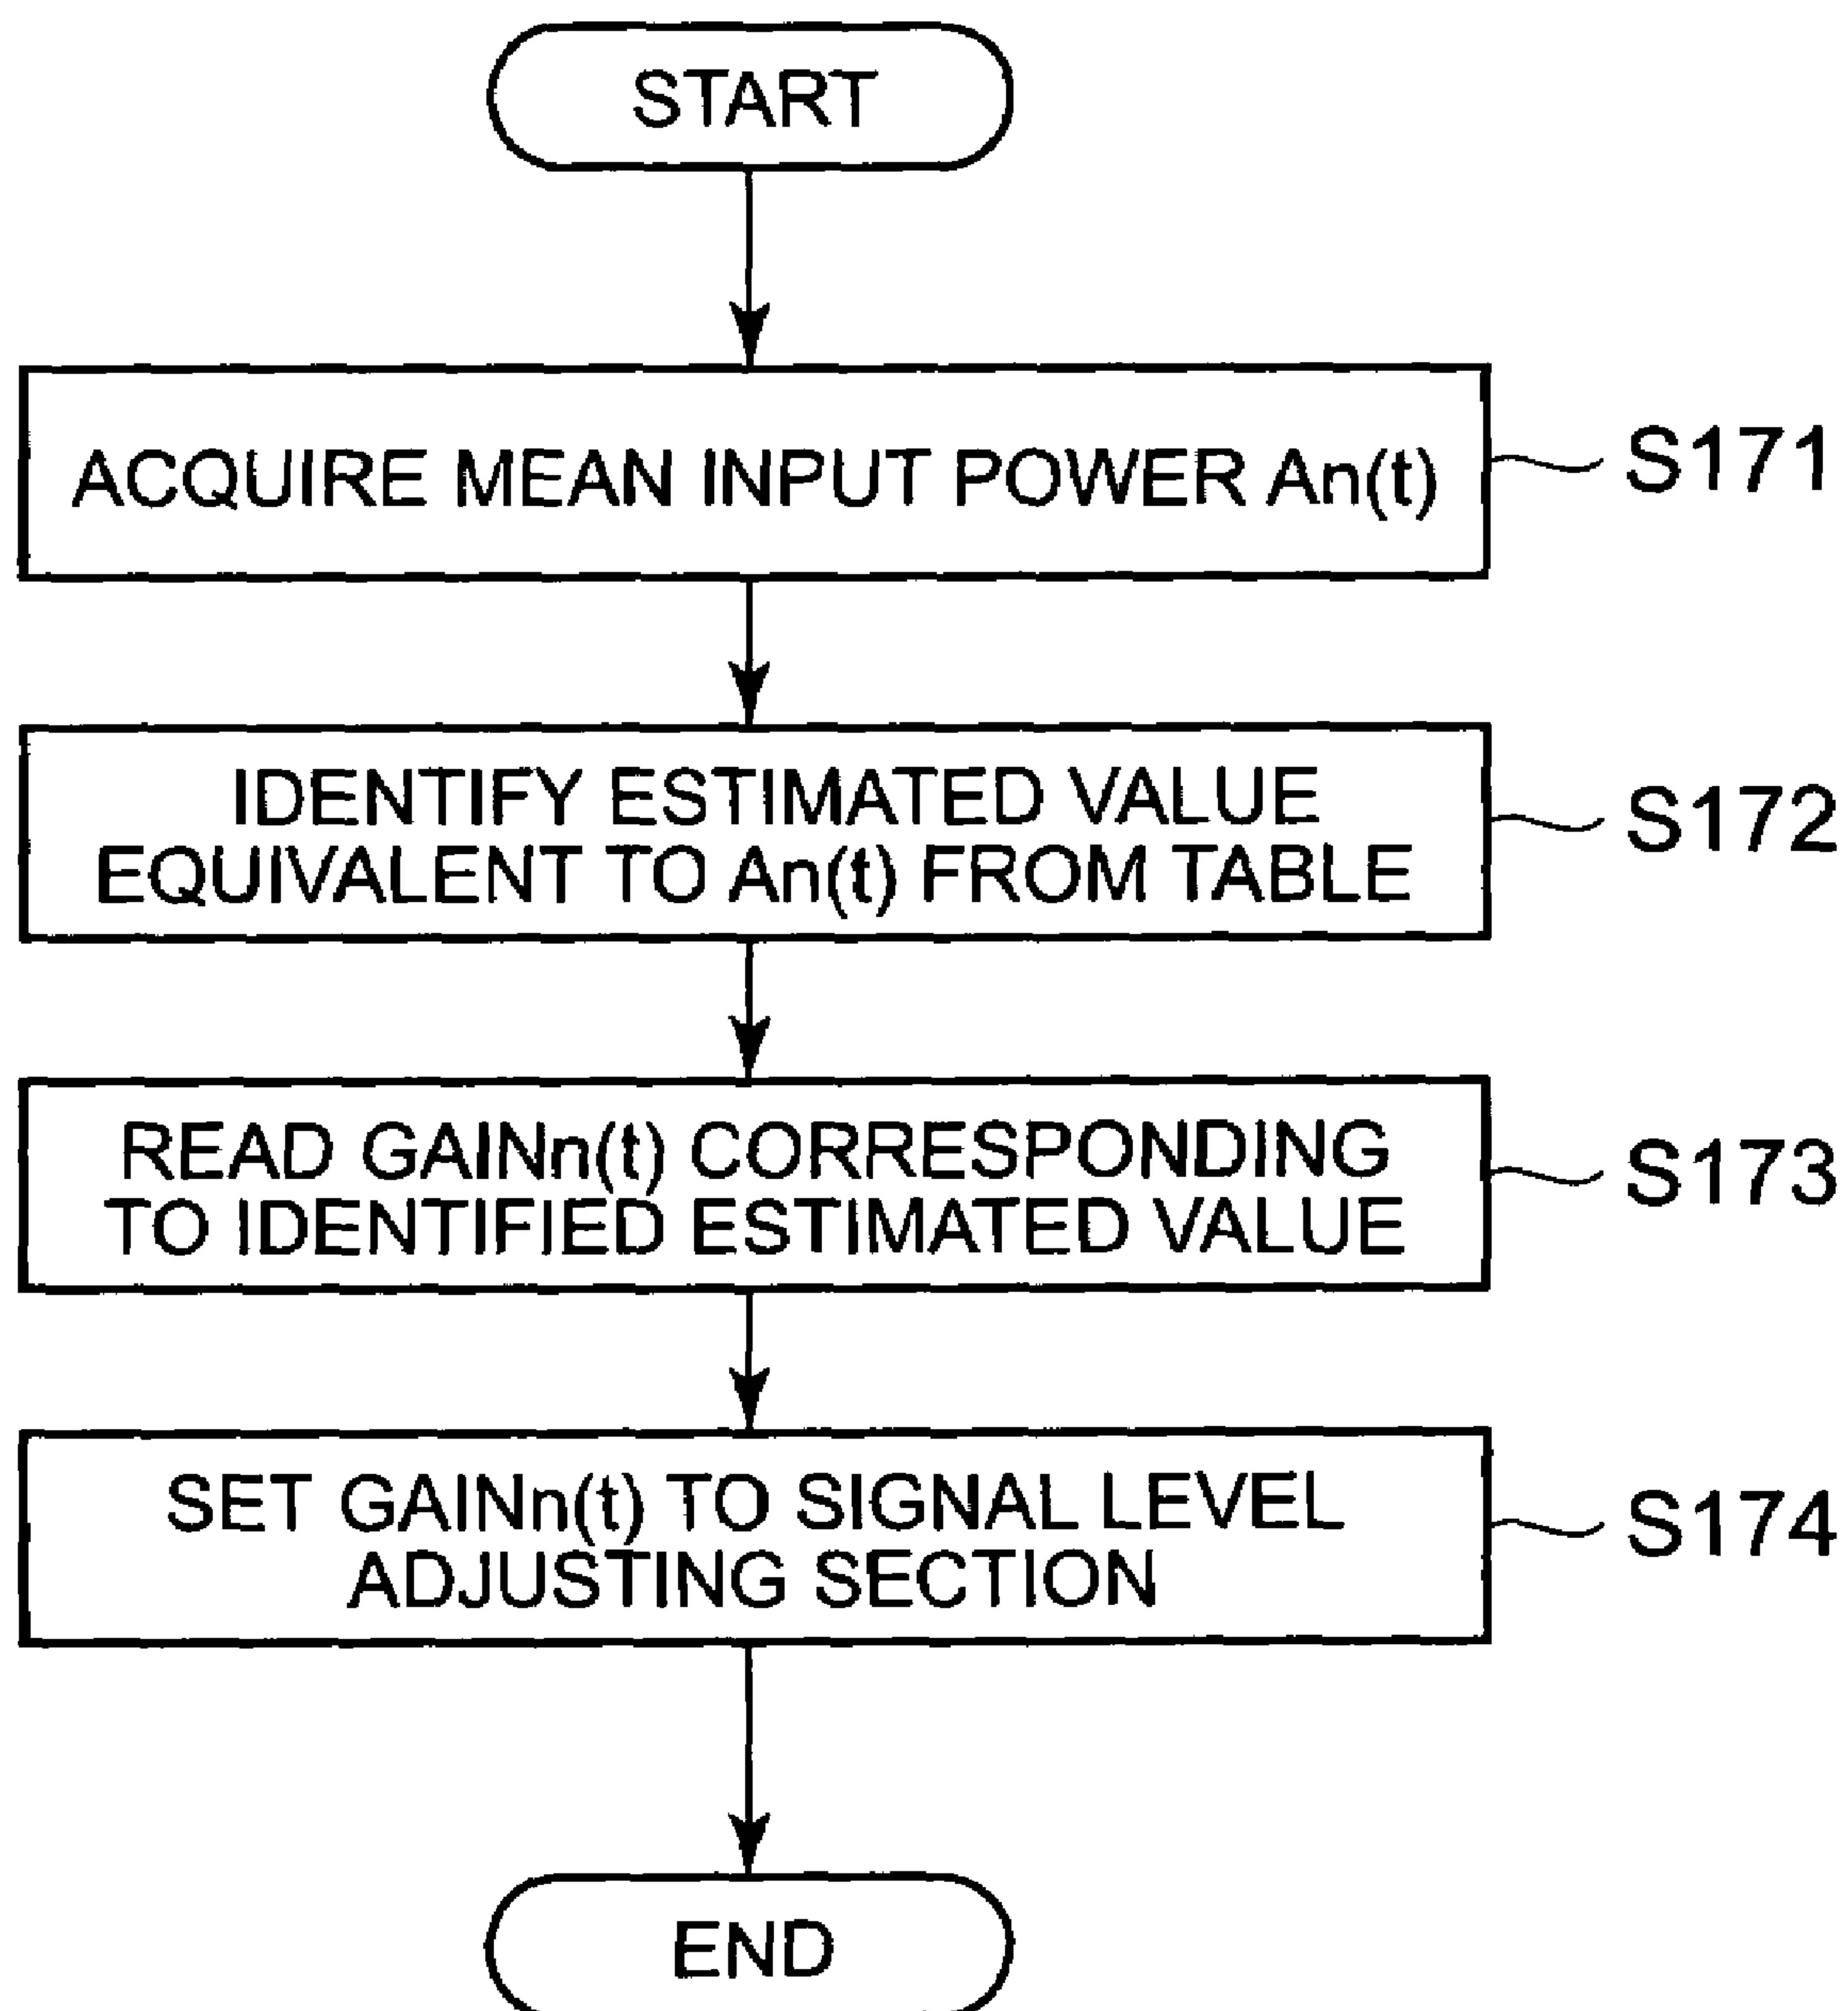 START
ACQUIRE MEAN INPUT POWER An(t)
S171
IDENTIFY ESTIMATED VALUE
EQUIVALENT TO An(t) FROM TABLE
S172
READ GAINn(t) CORRESPONDING
TO IDENTIFIED ESTIMATED VALUE
S173
SET GAINn(t) TO SIGNAL LEVEL
ADJUSTING SECTION
S174
END